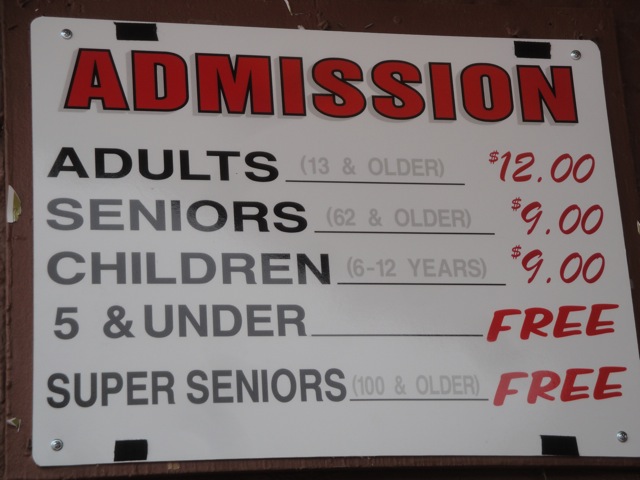 ADMISSION
ADULTS (13 & OLDER) $12.00
SENIORS (62 & OLDER) $9.00
CHILDREN (6-12 YEARS) $9.00
5 & UNDER FREE
SUPER SENIORS (100 & OLDER) FREE